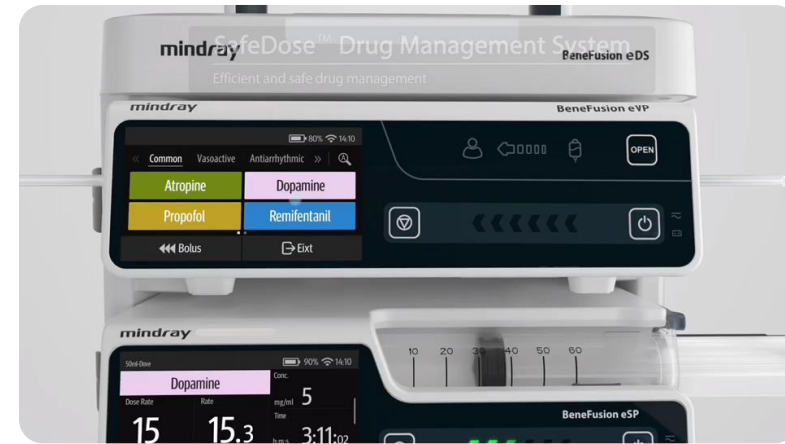 SafeDose™ Drug Management System
Efficient and safe drug management
mindray
BeneFusion eDS
mindray
BeneFusion eVP
80% 14:10
Common Vasoactive Antiarrhythmic
Atropine Dopamine
Propofol Remifentanil
Bolus Eixt
OPEN
mindray
50ml-Dove
90% 14:10
Dopamine
Conc.
mg/ml 5
Dose Rate Rate
Time
15 15.3
h:m:s 3:11:02
10 20 30 40 50 60
BeneFusion eSP